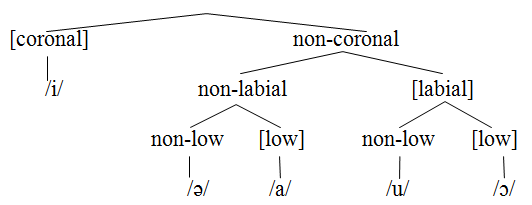 [coronal] non-coronal
/i/ non-labial [labial]
non-low [low] non-low [low]
/ə/ /a/ /u/ /ɔ/